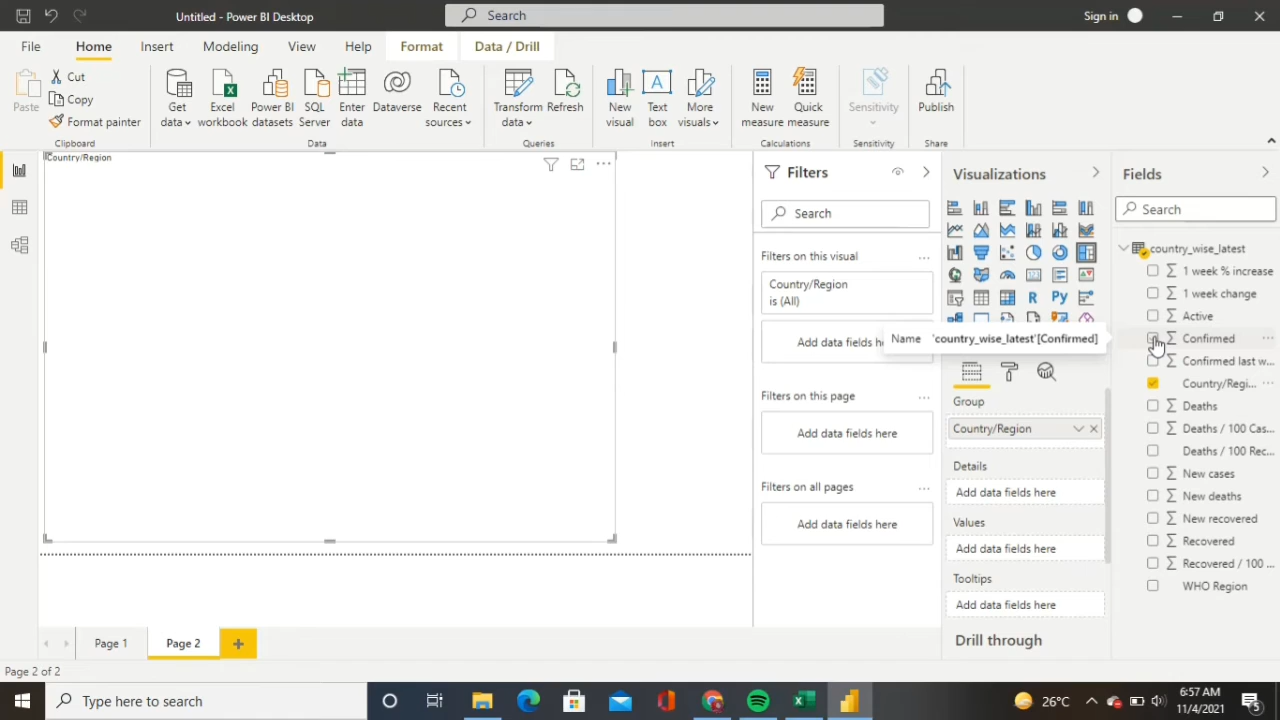 Untitled - Power BI Desktop
Search
Sign in
File Home Insert Modeling View Help Format Data / Drill
Paste
Cut
Copy
Format painter
Clipboard
Get data
Excel workbook
Power BI datasets
SQL Server
Enter data
Dataverse
Recent sources
Data
Transform data
Refresh
Queries
New visual
Text box
More visuals
Insert
New measure
Quick measure
Calculations
Sensitivity
Sensitivity
Publish
Share
Country/Region
Filters
Search
Filters on this visual
Country/Region
is (All)
Add data fields he
Filters on this page
Add data fields here
Filters on all pages
Add data fields here
Visualizations
R
Py
Name 'country_wise_latest'[Confirmed]
Group
Country/Region
Details
Add data fields here
Values
Add data fields here
Tooltips
Add data fields here
Drill through
Fields
Search
country_wise_latest
1 week % increase
1 week change
Active
Confirmed
Confirmed last w...
Country/Regi...
Deaths
Deaths / 100 Cas...
Deaths / 100 Rec...
New cases
New deaths
New recovered
Recovered
Recovered / 100 ...
WHO Region
Page 1
Page 2
Page 2 of 2
Type here to search
26°C
6:57 AM
11/4/2021
5